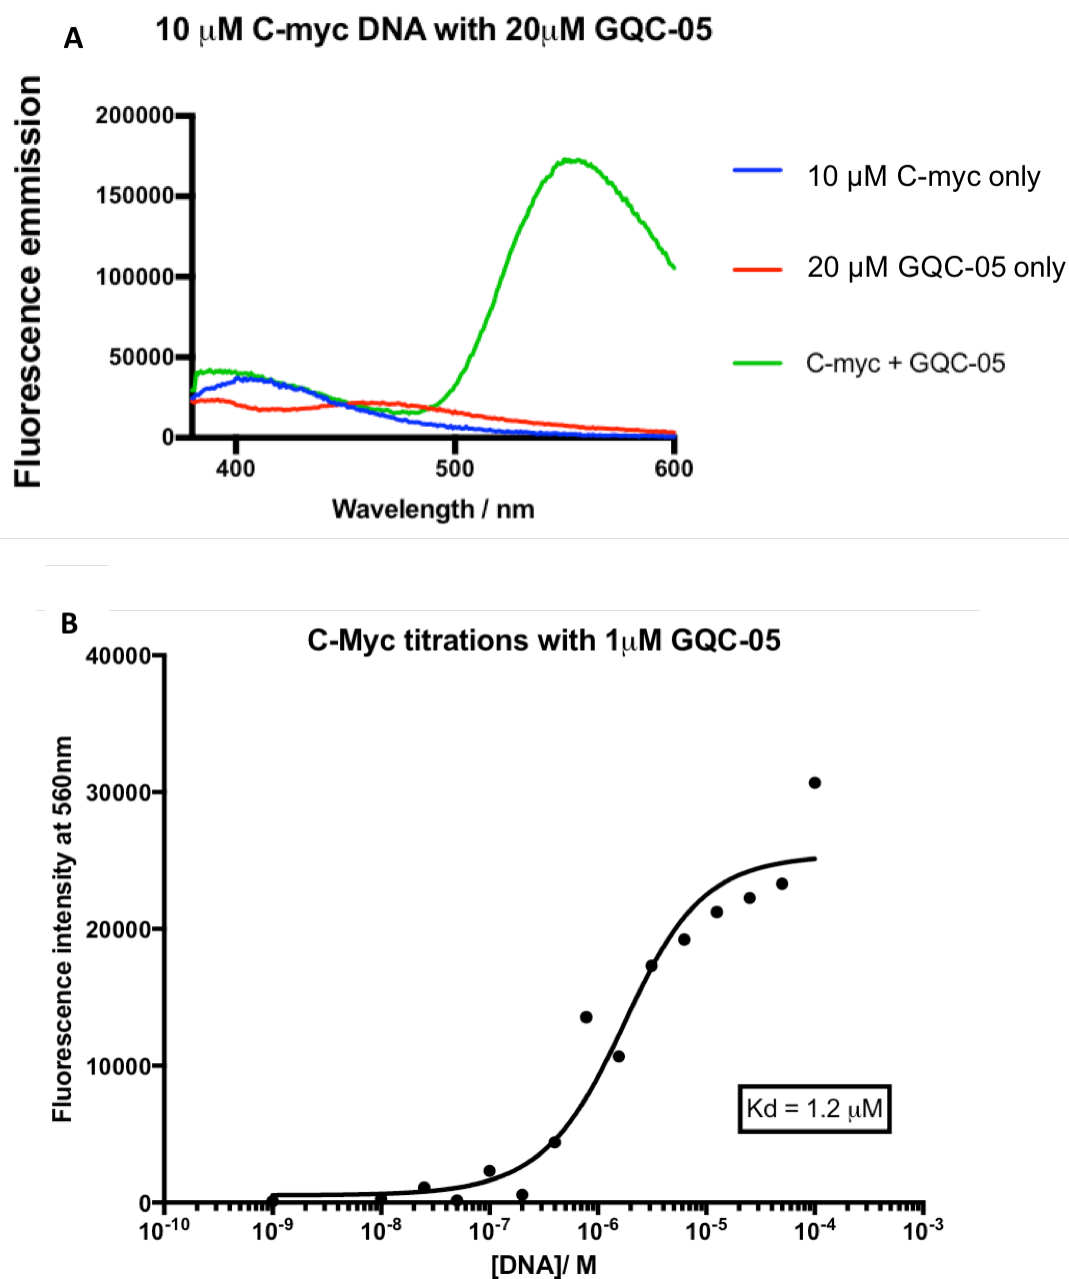 A
10 µM C-myc DNA with 20µM GQC-05
Fluorescence emmission
200000
150000
100000
50000
0
400
500
600
Wavelength / nm
10 µM C-myc only
20 µM GQC-05 only
C-myc + GQC-05
B
C-Myc titrations with 1µM GQC-05
Fluorescence intensity at 560nm
40000
30000
20000
10000
0
10-10
10-9
10-8
10-7
10-6
10-5
10-4
10-3
[DNA]/ M
Kd = 1.2 µM